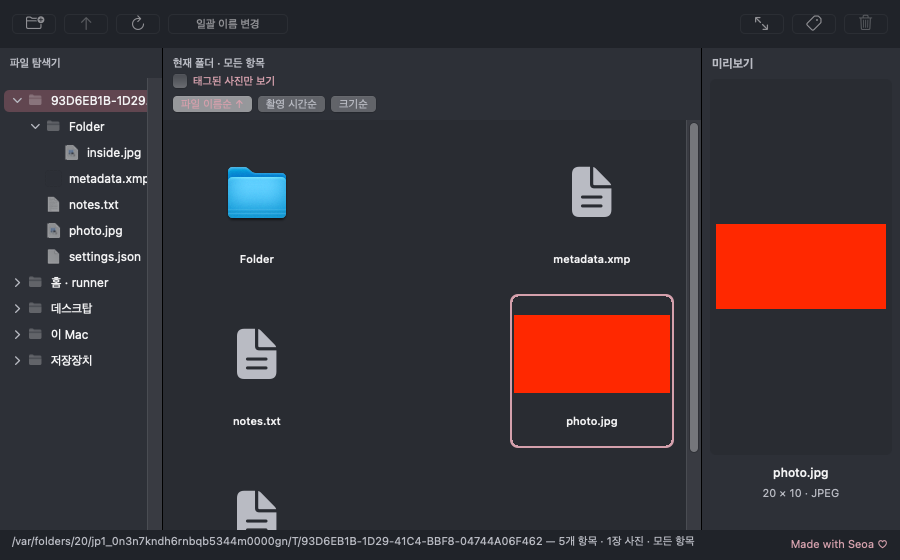 일괄 이름 변경
파일 탐색기
93D6EB1B-1D29
Folder
inside.jpg
metadata.xmp
notes.txt
photo.jpg
settings.json
홈 · runner
데스크탑
이 Mac
저장장치
현재 폴더 · 모든 항목
태그된 사진만 보기
파일 이름순 ↑
촬영 시간순
크기순
Folder
metadata.xmp
notes.txt
photo.jpg
미리보기
photo.jpg
20 × 10 · JPEG
/var/folders/20/jp1_0n3n7kndh6rnbqb5344m0000gn/T/93D6EB1B-1D29-41C4-BBF8-04744A06F462 — 5개 항목 · 1장 사진 · 모든 항목
Made with Seoa ♡